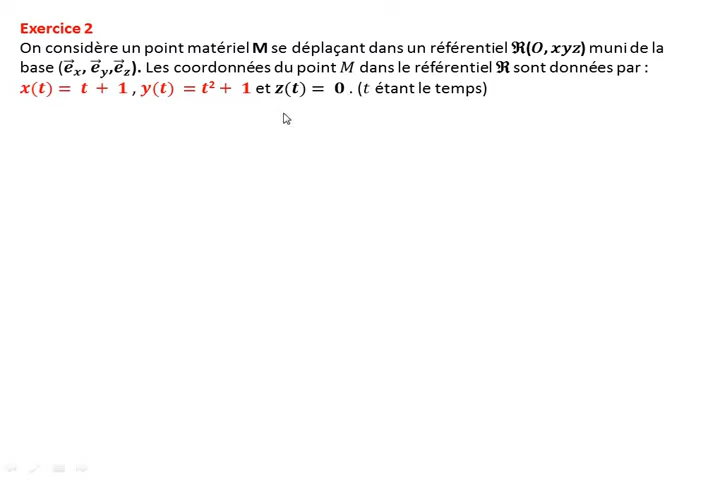 Exercice 2
On considère un point matériel M se déplaçant dans un référentiel ℜ(O, xyz) muni de la
base (e⃗x, e⃗y,e⃗z). Les coordonnées du point M dans le référentiel ℜ sont données par :
x(t) = t + 1 , y(t) = t² + 1 et z(t) = 0 . (t étant le temps)